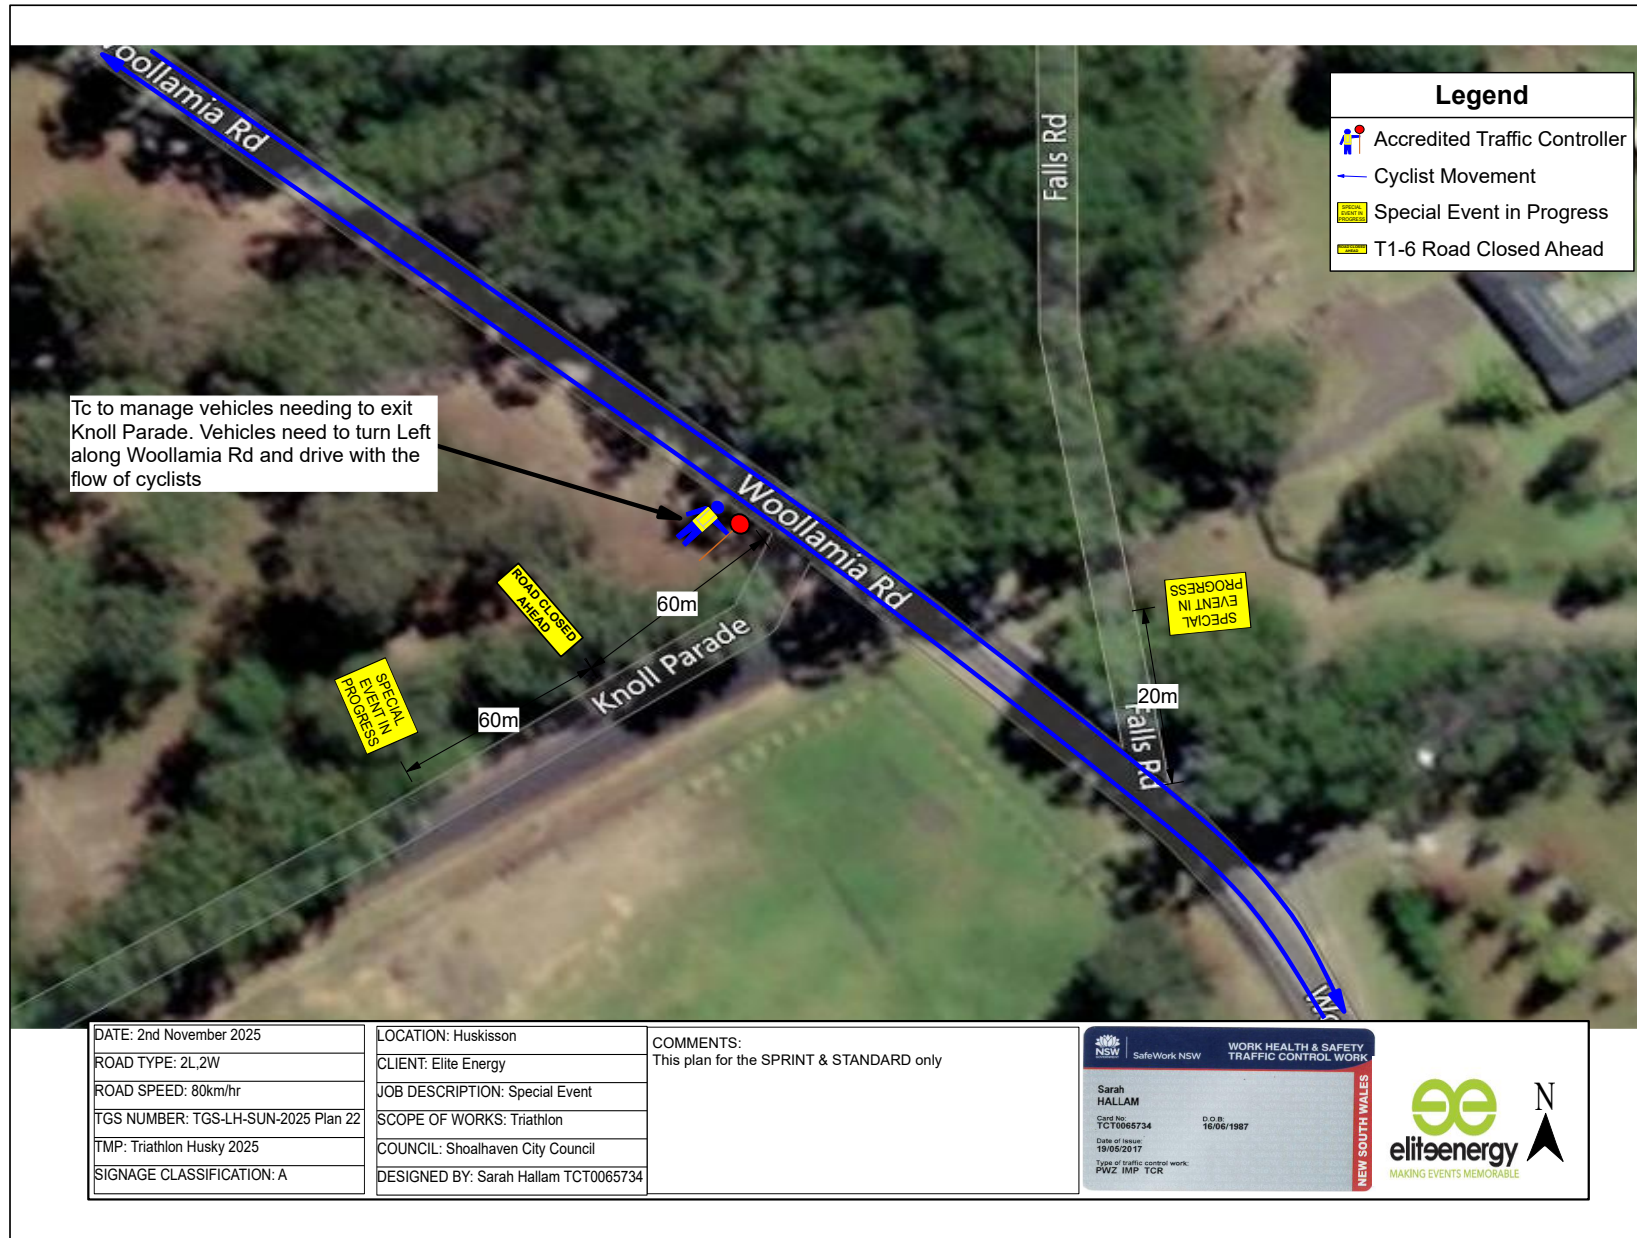 Woollamia Rd
Falls Rd
Legend
Accredited Traffic Controller
Cyclist Movement
SPECIAL
EVENT IN
PROGRESS
Special Event in Progress
ROAD CLOSED
AHEAD
T1-6 Road Closed Ahead
Tc to manage vehicles needing to exit
Knoll Parade. Vehicles need to turn Left
along Woollamia Rd and drive with the
flow of cyclists
Woollamia Rd
ROAD CLOSED
AHEAD
60m
SPECIAL
EVENT IN
PROGRESS
Knoll Parade
60m
SPECIAL
EVENT IN
PROGRESS
20m
Falls Rd
DATE: 2nd November 2025
ROAD TYPE: 2L,2W
ROAD SPEED: 80km/hr
TGS NUMBER: TGS-LH-SUN-2025 Plan 22
TMP: Triathlon Husky 2025
SIGNAGE CLASSIFICATION: A
LOCATION: Huskisson
CLIENT: Elite Energy
JOB DESCRIPTION: Special Event
SCOPE OF WORKS: Triathlon
COUNCIL: Shoalhaven City Council
DESIGNED BY: Sarah Hallam TCT0065734
COMMENTS:
This plan for the SPRINT & STANDARD only
NSW
SafeWork NSW
WORK HEALTH & SAFETY
TRAFFIC CONTROL WORK
Sarah
HALLAM
Card No:
TCT0065734
D.O.B:
16/06/1987
Date of Issue:
19/05/2017
Type of traffic control work:
PWZ IMP TCR
NEW SOUTH WALES
eliteenergy
MAKING EVENTS MEMORABLE
N